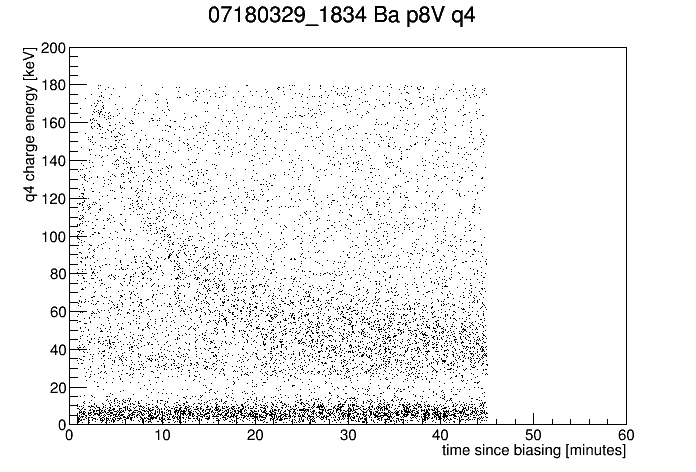 07180329_1834 Ba p8V q4
q4 charge energy [keV]
200
180
160
140
120
100
80
60
40
20
0
0 10 20 30 40 50 60
time since biasing [minutes]